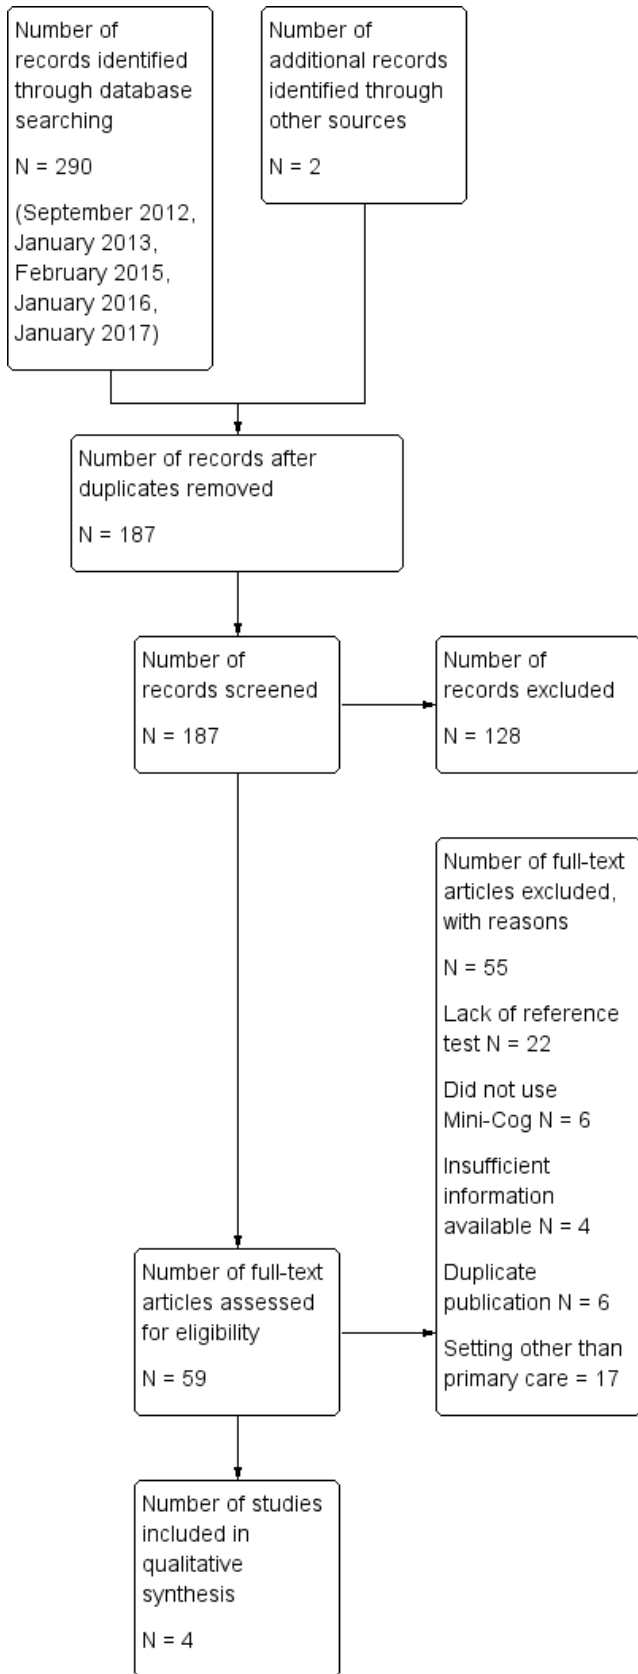 Number of
records identified
through database
searching
N = 290
(September 2012,
January 2013,
February 2015,
January 2016,
January 2017)
Number of
additional records
identified through
other sources
N = 2
Number of records after
duplicates removed
N = 187
Number of
records screened
N = 187
Number of
records excluded
N = 128
Number of full-text
articles excluded,
with reasons
N = 55
Lack of reference
test N = 22
Did not use
Mini-Cog N = 6
Insufficient
information
available N = 4
Duplicate
publication N = 6
Setting other than
primary care = 17
Number of full-text
articles assessed
for eligibility
N = 59
Number of studies
included in
qualitative
synthesis
N = 4